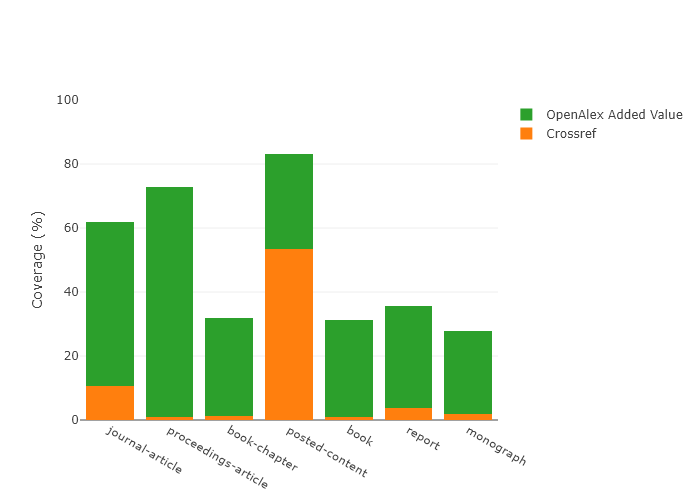 100
80
60
40
20
0
Coverage (%)
journal-article
proceedings-article
book-chapter
posted-content
book
report
monograph
OpenAlex Added Value
Crossref